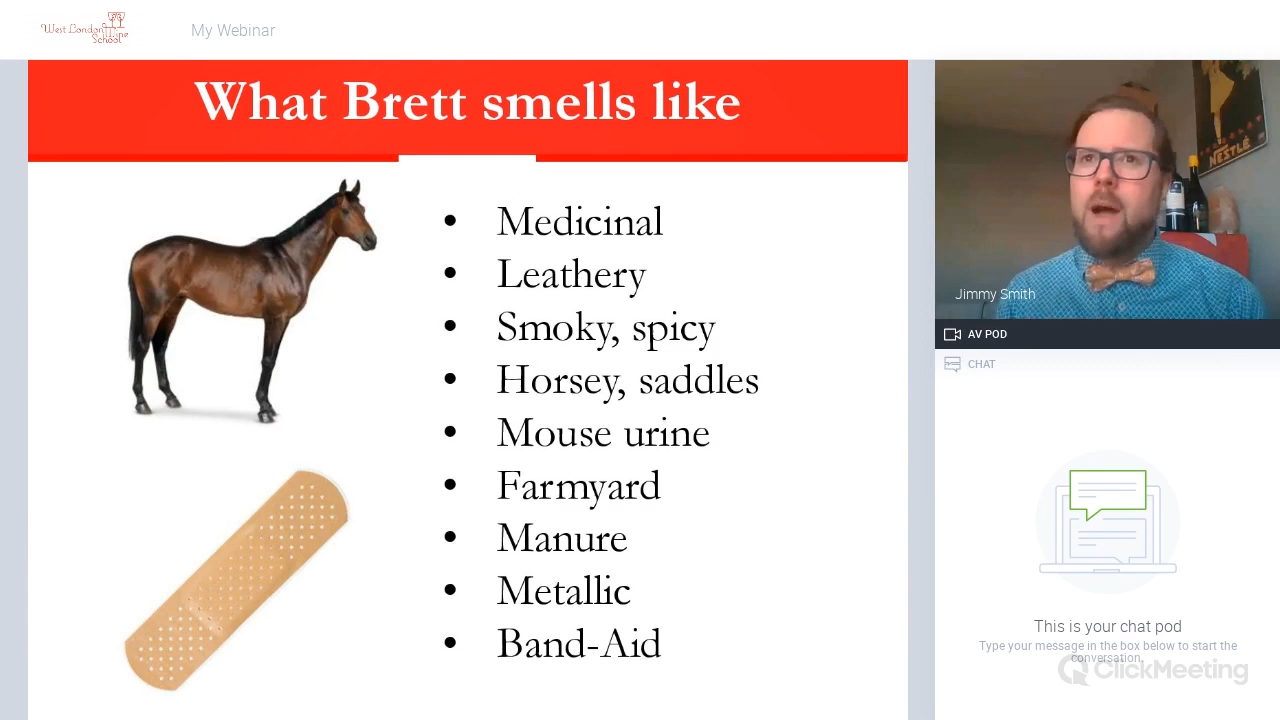 West London Wine
School
My Webinar
What Brett smells like
• Medicinal
• Leathery
• Smoky, spicy
• Horsey, saddles
• Mouse urine
• Farmyard
• Manure
• Metallic
• Band-Aid
NESTLÉ
Jimmy Smith
AV POD
CHAT
This is your chat pod
Type your message in the box below to start the
conversation.
ClickMeeting